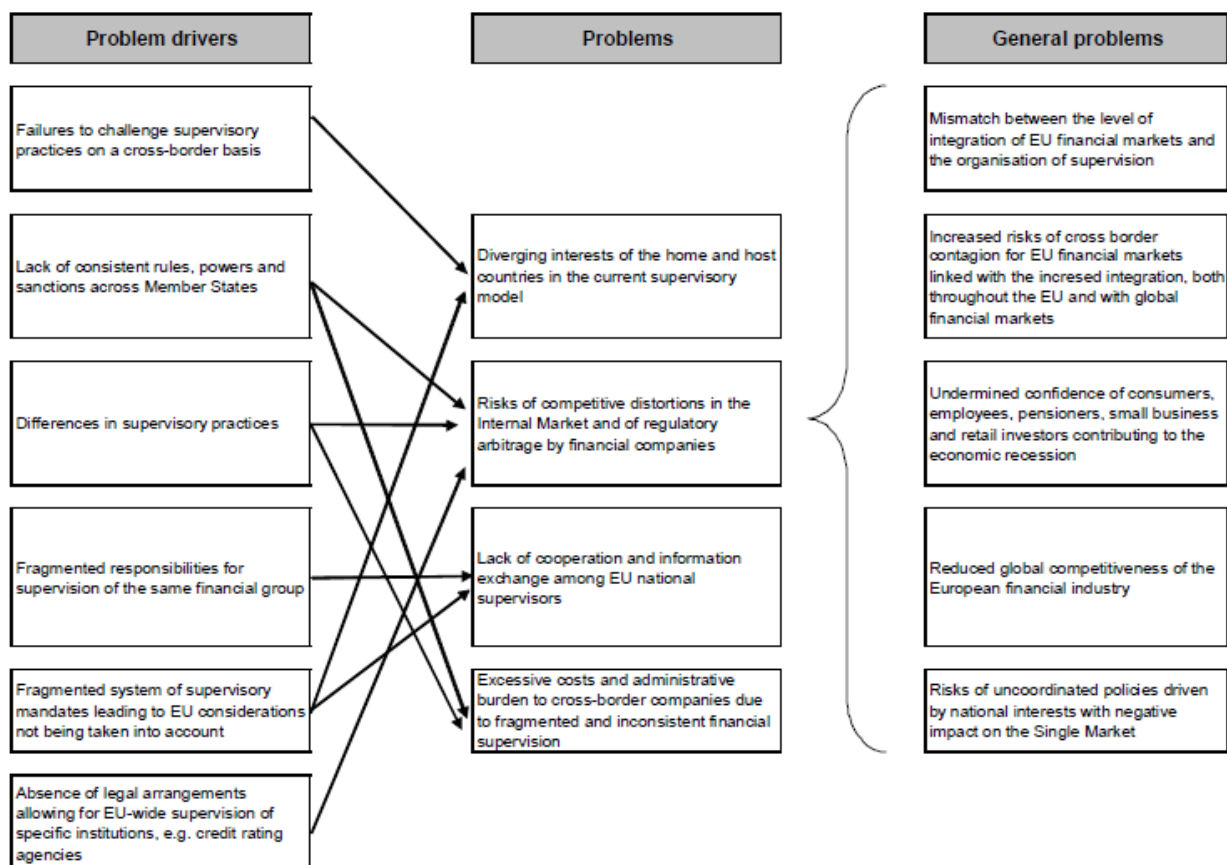 Problem drivers
Problems
General problems
Failures to challenge supervisory
practices on a cross-border basis
Lack of consistent rules, powers and
sanctions across Member States
Differences in supervisory practices
Fragmented responsibilities for
supervision of the same financial group
Fragmented system of supervisory
mandates leading to EU considerations
not being taken into account
Absence of legal arrangements
allowing for EU-wide supervision of
specific institutions, e.g. credit rating
agencies
Diverging interests of the home and host
countries in the current supervisory
model
Risks of competitive distortions in the
Internal Market and of regulatory
arbitrage by financial companies
Lack of cooperation and information
exchange among EU national
supervisors
Excessive costs and administrative
burden to cross-border companies due
to fragmented and inconsistent financial
supervision
Mismatch between the level of
integration of EU financial markets and
the organisation of supervision
Increased risks of cross border
contagion for EU financial markets
linked with the incresed integration, both
throughout the EU and with global
financial markets
Undermined confidence of consumers,
employees, pensioners, small business
and retail investors contributing to the
economic recession
Reduced global competitiveness of the
European financial industry
Risks of uncoordinated policies driven
by national interests with negative
impact on the Single Market